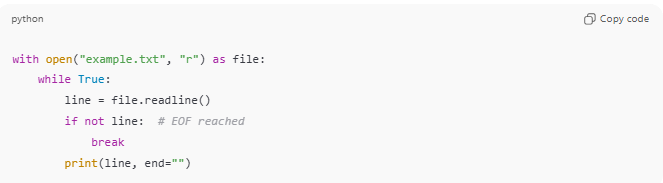 python
Copy code
with open("example.txt", "r") as file:
    while True:
        line = file.readline()
        if not line:  # EOF reached
            break
        print(line, end="")